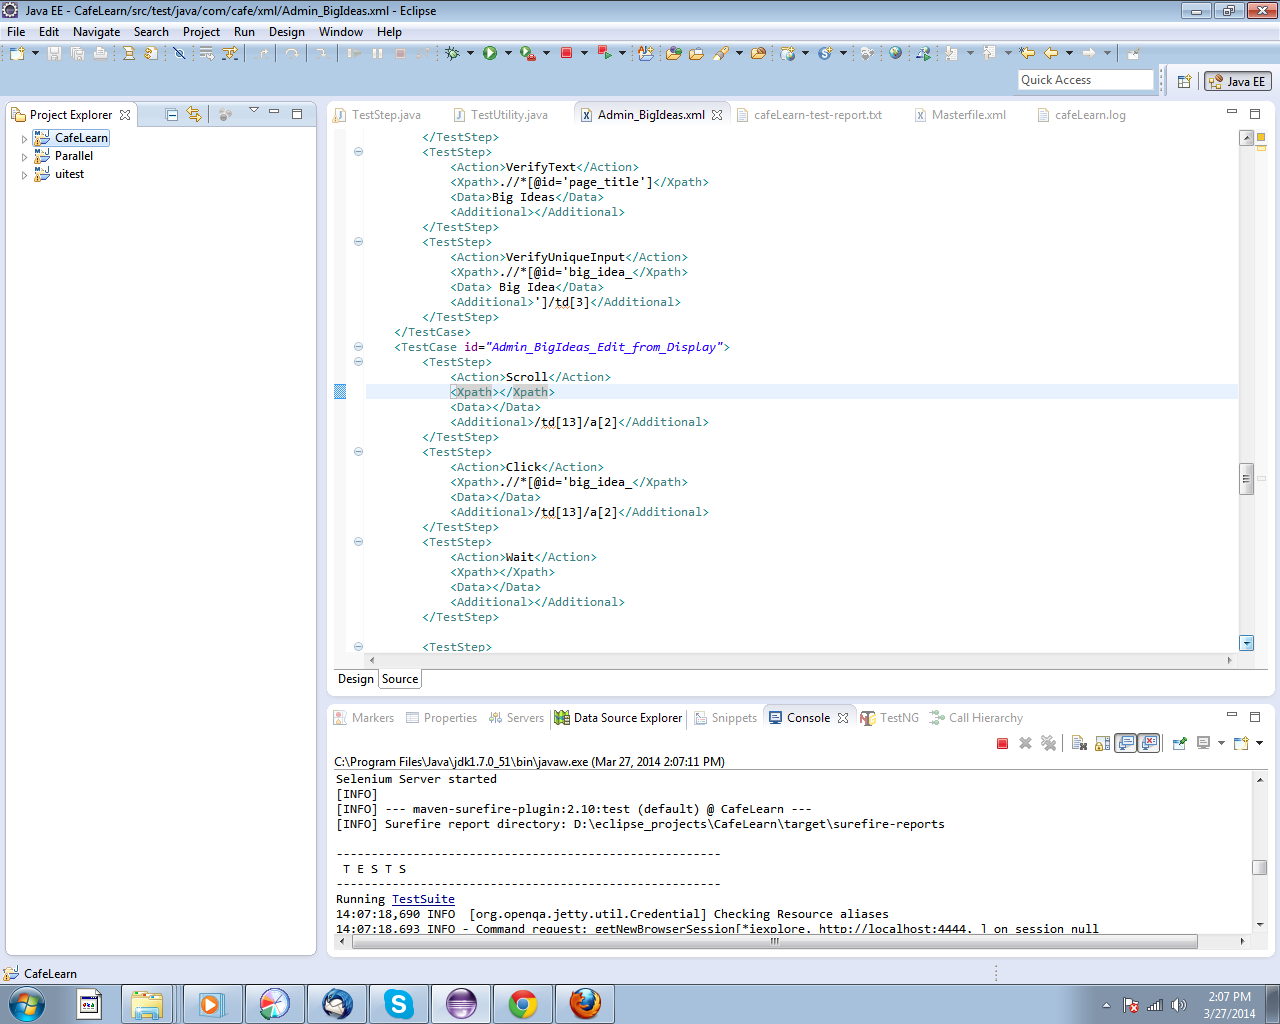 Java EE - CafeLearn/src/test/java/com/cafe/xml/Admin_BigIdeas.xml - Eclipse
File Edit Navigate Search Project Run Design Window Help
Quick Access
Java EE
Project Explorer
CafeLearn
Parallel
uitest
TestStep.java TestUtility.java Admin_BigIdeas.xml cafeLearn-test-report.txt Masterfile.xml cafeLearn.log
</TestStep>
<TestStep>
<Action>VerifyText</Action>
<Xpath>.//*[@id='page_title']</Xpath>
<Data>Big Ideas</Data>
<Additional></Additional>
</TestStep>
<TestStep>
<Action>VerifyUniqueInput</Action>
<Xpath>.//*[@id='big_idea_</Xpath>
<Data> Big Idea</Data>
<Additional>']/td[3]</Additional>
</TestStep>
</TestCase>
<TestCase id="Admin_BigIdeas_Edit_from_Display">
<TestStep>
<Action>Scroll</Action>
<Xpath></Xpath>
<Data></Data>
<Additional>/td[13]/a[2]</Additional>
</TestStep>
<TestStep>
<Action>Click</Action>
<Xpath>.//*[@id='big_idea_</Xpath>
<Data></Data>
<Additional>/td[13]/a[2]</Additional>
</TestStep>
<TestStep>
<Action>Wait</Action>
<Xpath></Xpath>
<Data></Data>
<Additional></Additional>
</TestStep>
<TestStep>
Design Source
Markers Properties Servers Data Source Explorer Snippets Console TestNG Call Hierarchy
C:\Program Files\Java\jdk1.7.0_51\bin\javaw.exe (Mar 27, 2014 2:07:11 PM)
Selenium Server started
[INFO]
[INFO] --- maven-surefire-plugin:2.10:test (default) @ CafeLearn ---
[INFO] Surefire report directory: D:\eclipse_projects\CafeLearn\target\surefire-reports
-------------------------------------------------------
T E S T S
-------------------------------------------------------
Running TestSuite
14:07:18,690 INFO  [org.openqa.jetty.util.Credential] Checking Resource aliases
14:07:18,693 INFO - Command request: getNewBrowserSession[*iexplore, http://localhost:4444, ] on session null
CafeLearn
2:07 PM
3/27/2014